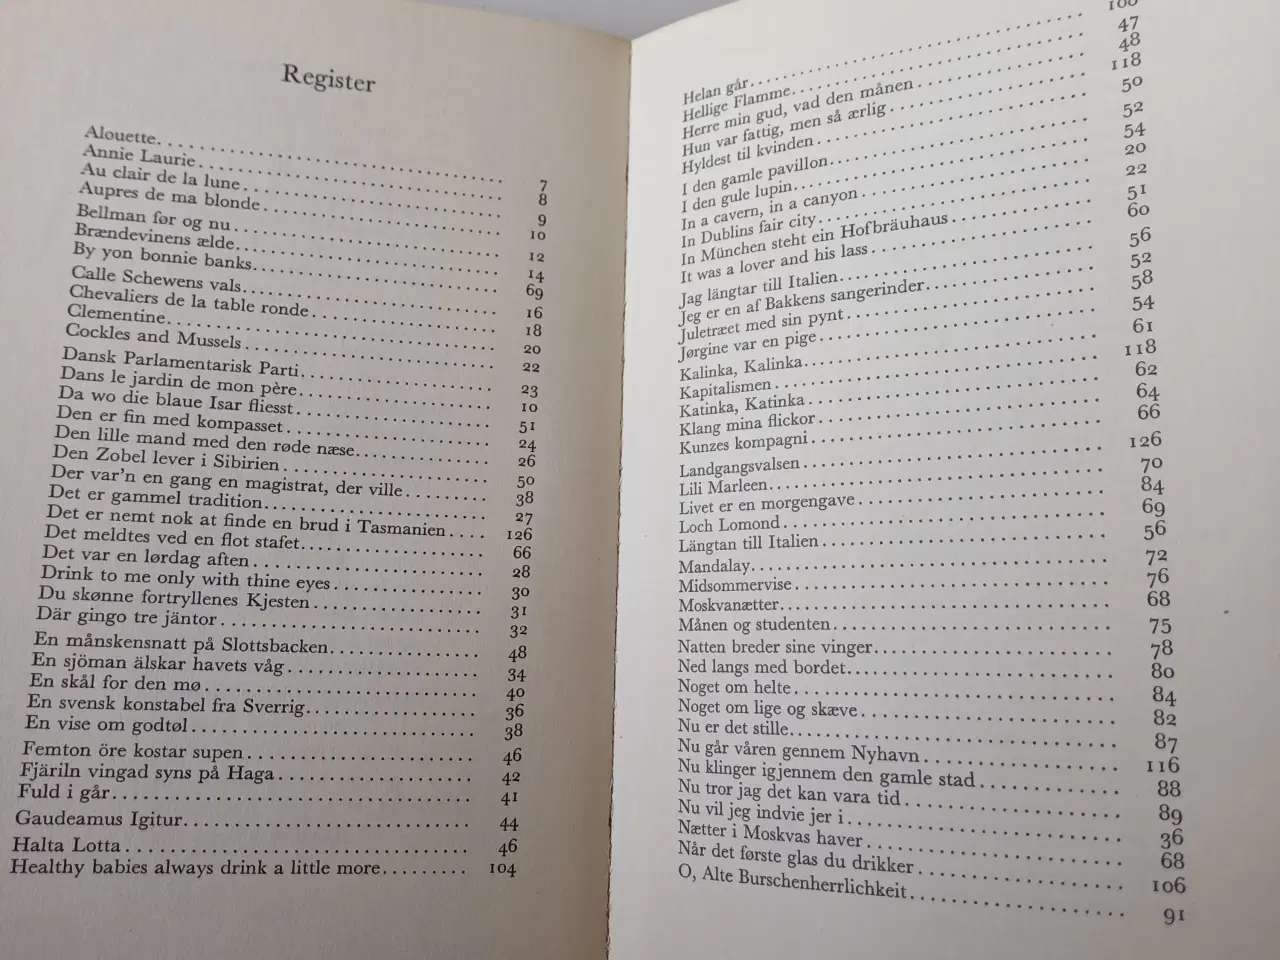 Register
Alouette. 7
Annie Laurie 8
Au clair de la lune 9
Aupres de ma blonde 10
Bellman før og nu 12
Brændevinens ælde 14
By yon bonnie banks 69
Calle Schewens vals 16
Chevaliers de la table ronde 18
Clementine 20
Cockles and Mussels 22
Dansk Parlamentarisk Parti 23
Dans le jardin de mon père 10
Da wo die blaue Isar fliesst 51
Den er fin med kompasset 24
Den lille mand med den røde næse 26
Den Zobel lever i Sibirien 50
Der var'n en gang en magistrat, der ville 38
Det er gammel tradition 27
Det er nemt nok at finde en brud i Tasmanien 126
Det meldtes ved en flot stafet 66
Det var en lørdag aften 28
Drink to me only with thine eyes 30
Du skønne fortryllenes Kjesten 31
Där gingo tre jäntor 32
En månskensnatt på Slottsbacken 48
En sjöman älskar havets våg 34
En skål for den mø 40
En svensk konstabel fra Sverrig 36
En vise om godtøl 38
Femton öre kostar supen 46
Fjäriln vingad syns på Haga 42
Fuld i går 41
Gaudeamus Igitur 44
Halta Lotta 46
Healthy babies always drink a little more 104
Helan går
Hellige Flamme 47
Herre min gud, vad den månen 48
Hun var fattig, men så ærlig 118
Hyldest til kvinden 50
I den gamle pavillon 52
I den gule lupin 54
In a cavern, in a canyon 20
In Dublins fair city 22
In München steht ein Hofbräuhaus 51
It was a lover and his lass 60
Jag längtar till Italien 56
Jeg er en af Bakkens sangerinder 52
Juletræet med sin pynt 58
Jørgine var en pige 54
Kalinka, Kalinka 61
Kapitalismen 118
Katinka, Katinka 62
Klang mina flickor 64
Kunzes kompagni 66
Landgangsvalsen 126
Lili Marleen 70
Livet er en morgengave 84
Loch Lomond 69
Längtan till Italien 56
Mandalay 72
Midsommervise 76
Moskvanætter 68
Månen og studenten 75
Natten breder sine vinger 78
Ned langs med bordet 80
Noget om helte 84
Noget om lige og skæve 82
Nu er det stille 87
Nu går våren gennem Nyhavn 116
Nu klinger igjennem den gamle stad 88
Nu tror jag det kan vara tid 89
Nu vil jeg indvie jer i 36
Nætter i Moskvas haver 68
Når det første glas du drikker 106
O, Alte Burschenherrlichkeit 91